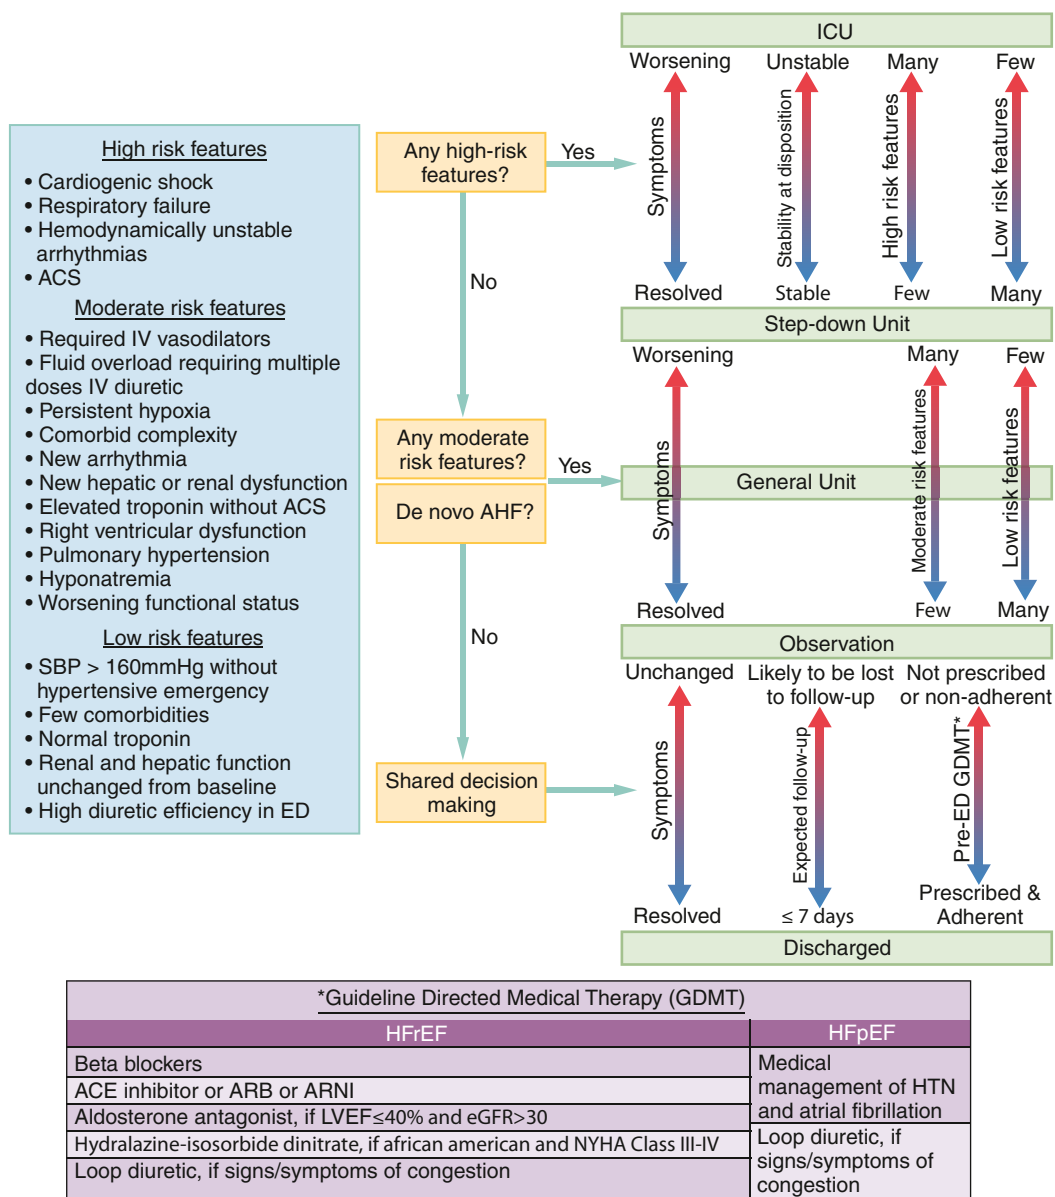 High risk features
• Cardiogenic shock
• Respiratory failure
• Hemodynamically unstable
arrhythmias
• ACS
Moderate risk features
• Required IV vasodilators
• Fluid overload requiring multiple
doses IV diuretic
• Persistent hypoxia
• Comorbid complexity
• New arrhythmia
• New hepatic or renal dysfunction
• Elevated troponin without ACS
• Right ventricular dysfunction
• Pulmonary hypertension
• Hyponatremia
• Worsening functional status
Low risk features
• SBP > 160mmHg without
hypertensive emergency
• Few comorbidities
• Normal troponin
• Renal and hepatic function
unchanged from baseline
• High diuretic efficiency in ED
Any high-risk
features?
Yes
No
Any moderate
risk features?
De novo AHF?
Yes
No
Shared decision
making
ICU
Worsening
Unstable
Many
Few
Symptoms
Stability at disposition
High risk features
Low risk features
Resolved
Stable
Few
Many
Step-down Unit
Worsening
Many
Few
Symptoms
General Unit
Moderate risk features
Low risk features
Resolved
Few
Many
Observation
Unchanged
Likely to be lost
to follow-up
Not prescribed
or non-adherent
Symptoms
Expected follow-up
Pre-ED GDMT*
Resolved
≤ 7 days
Prescribed &
Adherent
Discharged
*Guideline Directed Medical Therapy (GDMT)
HFrEF
Beta blockers
ACE inhibitor or ARB or ARNI
Aldosterone antagonist, if LVEF≤40% and eGFR>30
Hydralazine-isosorbide dinitrate, if african american and NYHA Class III-IV
Loop diuretic, if signs/symptoms of congestion
HFpEF
Medical
management of HTN
and atrial fibrillation
Loop diuretic, if
signs/symptoms of
congestion